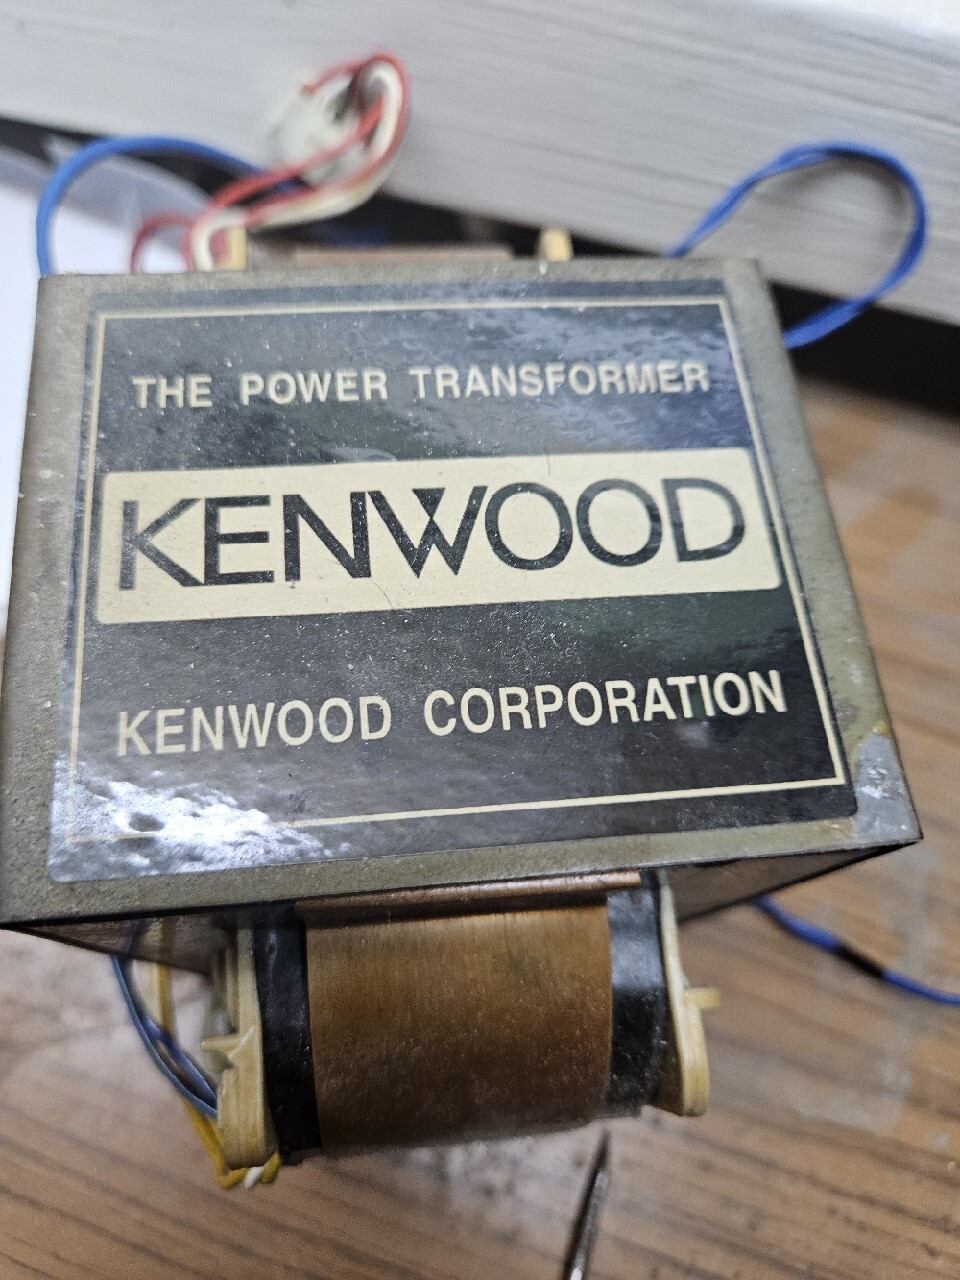 THE POWER TRANSFORMER
KENWOOD
KENWOOD CORPORATION